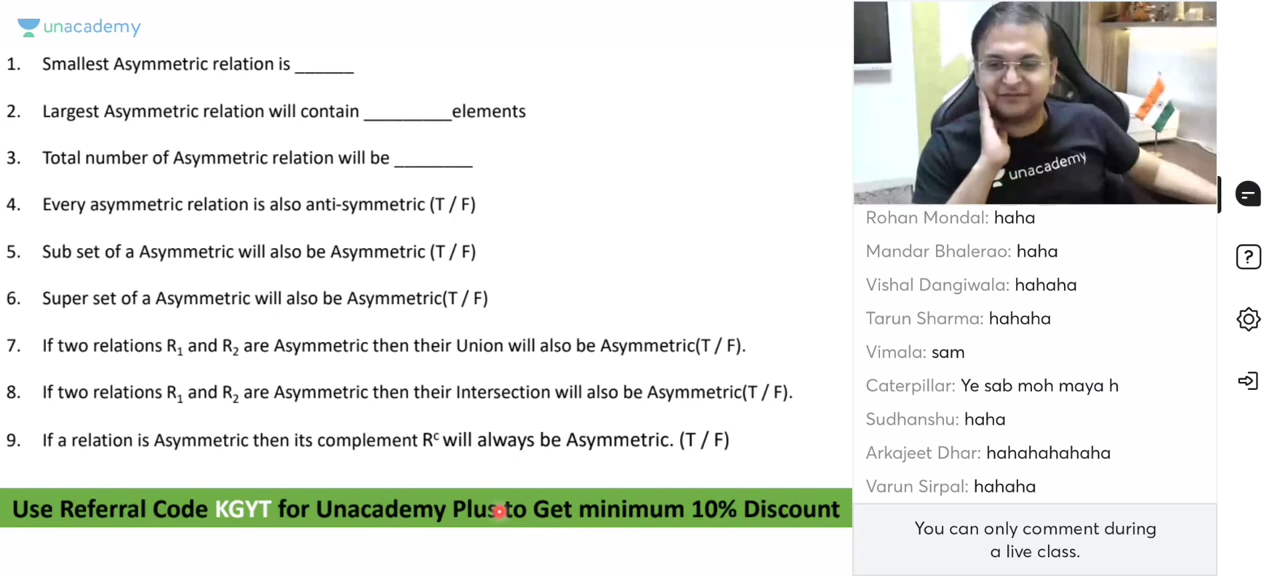 unacademy
1. Smallest Asymmetric relation is ______
2. Largest Asymmetric relation will contain _________elements
3. Total number of Asymmetric relation will be ________
4. Every asymmetric relation is also anti-symmetric (T / F)
5. Sub set of a Asymmetric will also be Asymmetric (T / F)
6. Super set of a Asymmetric will also be Asymmetric(T / F)
7. If two relations R₁ and R₂ are Asymmetric then their Union will also be Asymmetric(T / F).
8. If two relations R₁ and R₂ are Asymmetric then their Intersection will also be Asymmetric(T / F).
9. If a relation is Asymmetric then its complement Rᶜ will always be Asymmetric. (T / F)
Use Referral Code KGYT for Unacademy Plus to Get minimum 10% Discount
unacademy
Rohan Mondal: haha
Mandar Bhalerao: haha
Vishal Dangiwala: hahaha
Tarun Sharma: hahaha
Vimala: sam
Caterpillar: Ye sab moh maya h
Sudhanshu: haha
Arkajeet Dhar: hahahahahaha
Varun Sirpal: hahaha
You can only comment during
a live class.